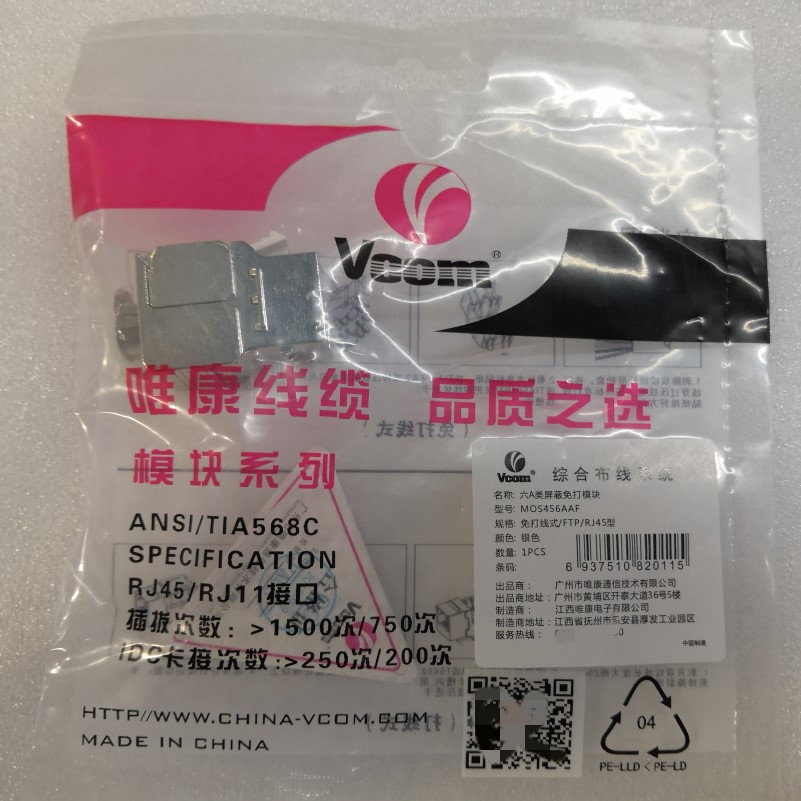 Vcom®
唯康线缆 品质之选
（免打线式）
模块系列
ANSI/TIA568C
SPECIFICATION
RJ45/RJ11接口
插拔次数：>1500次/750次
IDC卡接次数:>250次/200次
HTTP//WWW.CHINA-VCOM.COM
MADE IN CHINA
Vcom® 综合布线系统
名称: 六A类屏蔽免打模块
型号: MOS456AAF
规格: 免打线式/FTP/RJ45型
颜色: 银色
数量: 1PCS
条码:
6 937510 820115
出品商： 广州市唯康通信技术有限公司
出品商地址： 广州市黄埔区开泰大道36号5楼
制造商： 江西唯康电子有限公司
制造商地址： 江西省抚州市乐安县厚发工业园区
服务热线：
中国制造
Vcom
（打线式）
04
PE-LLD<PE-LD